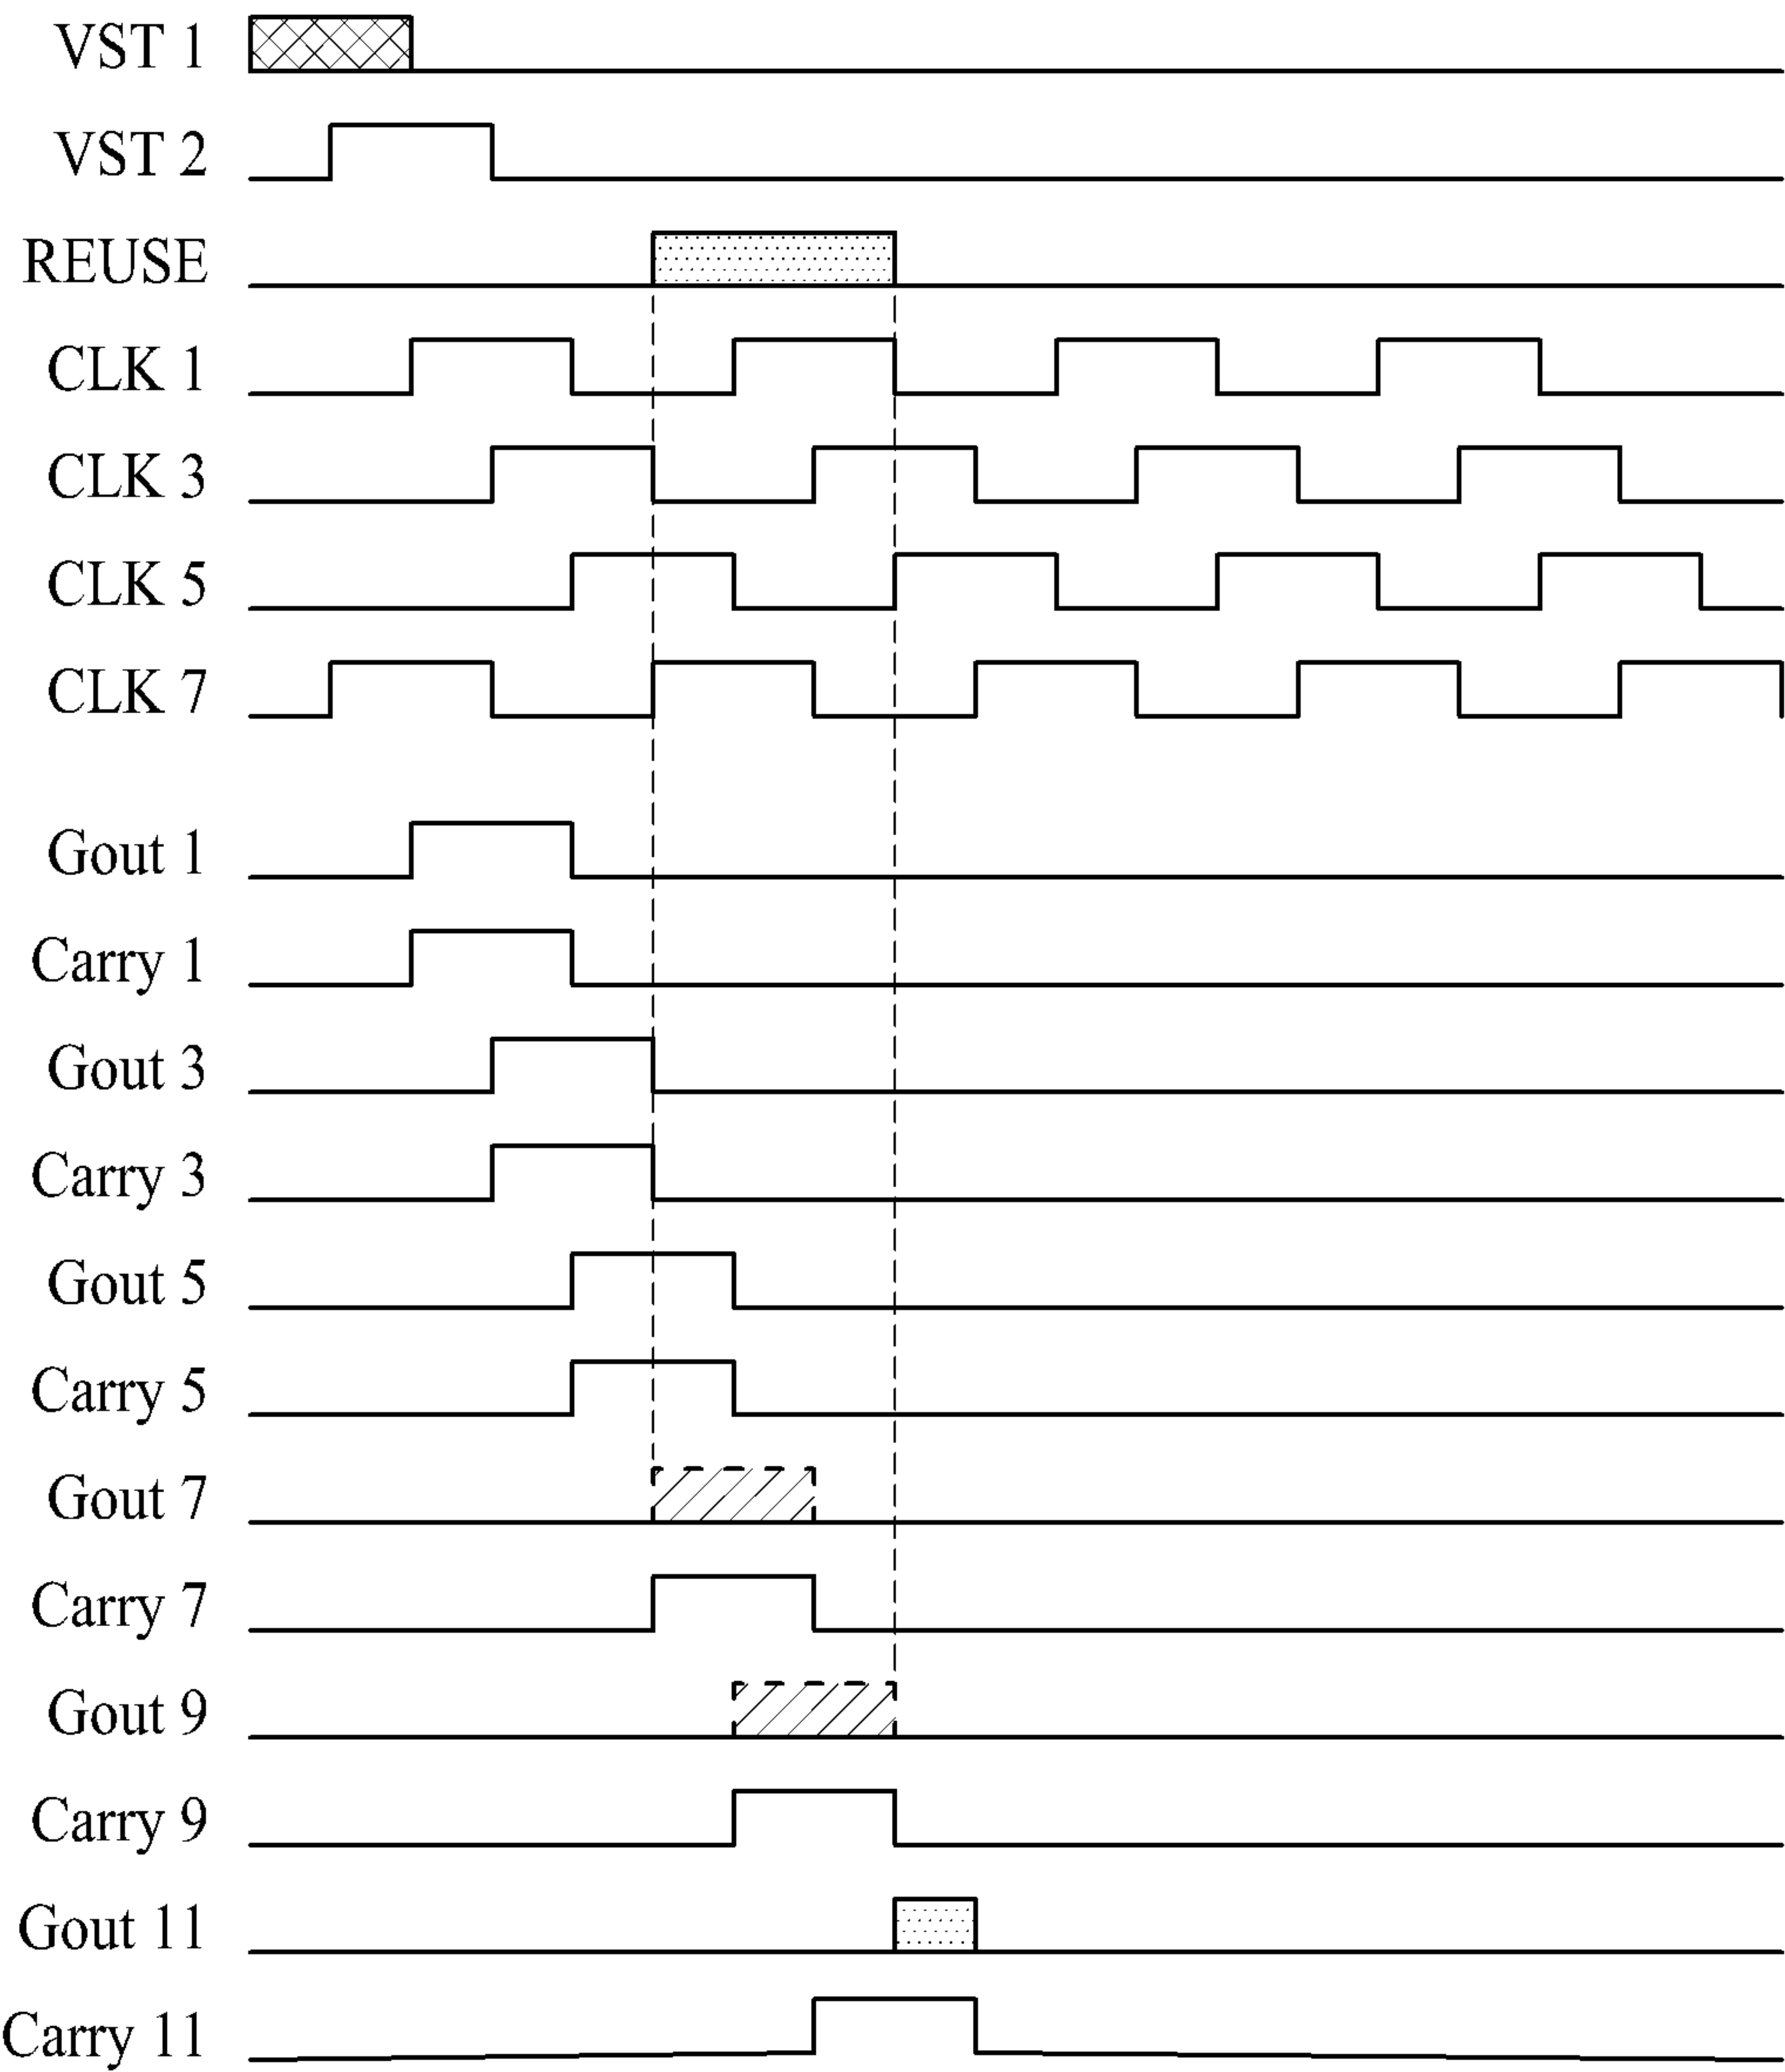 VST 1
VST 2
REUSE
CLK 1
CLK 3
CLK 5
CLK 7
Gout 1
Carry 1
Gout 3
Carry 3
Gout 5
Carry 5
Gout 7
Carry 7
Gout 9
Carry 9
Gout 11
Carry 11